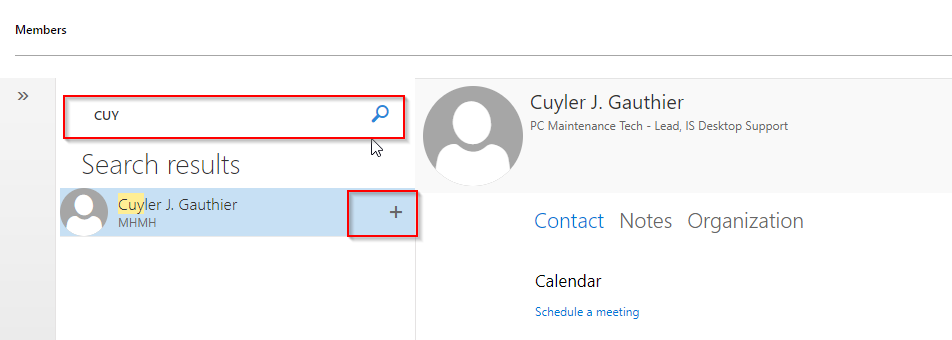 Members
»
CUY
Search results
Cuyler J. Gauthier
MHMH
+
Cuyler J. Gauthier
PC Maintenance Tech - Lead, IS Desktop Support
Contact Notes Organization
Calendar
Schedule a meeting